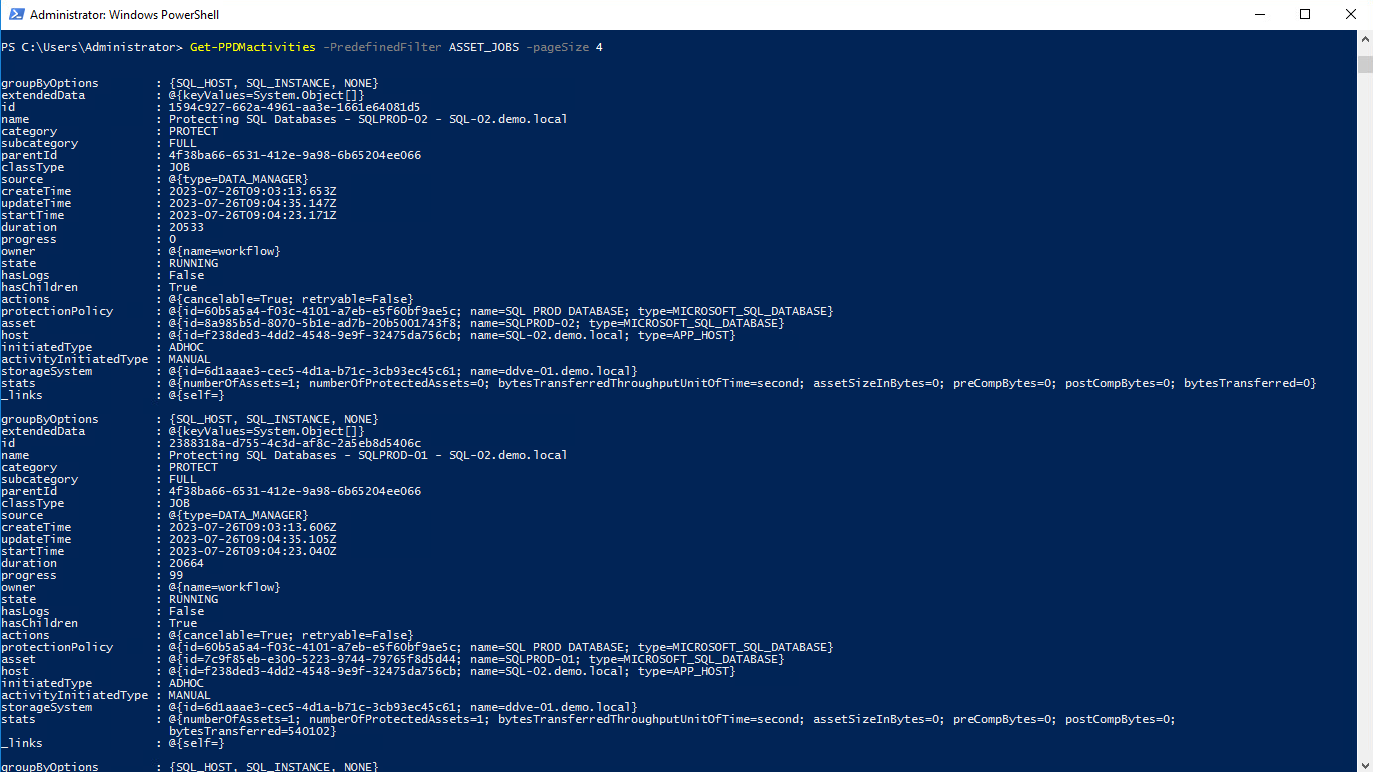 Administrator: Windows PowerShell
PS C:\Users\Administrator> Get-PPDMactivities -PredefinedFilter ASSET_JOBS -pageSize 4
groupByOptions : {SQL_HOST, SQL_INSTANCE, NONE}
extendedData : @{keyValues=System.Object[]}
id : 1594c927-662a-4961-aa3e-1661e64081d5
name : Protecting SQL Databases - SQLPROD-02 - SQL-02.demo.local
category : PROTECT
subcategory : FULL
parentId : 4f38ba66-6531-412e-9a98-6b65204ee066
classType : JOB
source : @{type=DATA_MANAGER}
createTime : 2023-07-26T09:03:13.653Z
updateTime : 2023-07-26T09:04:35.147Z
startTime : 2023-07-26T09:04:23.171Z
duration : 20533
progress : 0
owner : @{name=workflow}
state : RUNNING
hasLogs : False
hasChildren : True
actions : @{cancelable=True; retryable=False}
protectionPolicy : @{id=60b5a5a4-f03c-4101-a7eb-e5f60bf9ae5c; name=SQL PROD DATABASE; type=MICROSOFT_SQL_DATABASE}
asset : @{id=8a985b5d-8070-5b1e-ad7b-20b5001743f8; name=SQLPROD-02; type=MICROSOFT_SQL_DATABASE}
host : @{id=f238ded3-4dd2-4548-9e9f-32475da756cb; name=SQL-02.demo.local; type=APP_HOST}
initiatedType : ADHOC
activityInitiatedType : MANUAL
storageSystem : @{id=6d1aaae3-cec5-4d1a-b71c-3cb93ec45c61; name=ddve-01.demo.local}
stats : @{numberOfAssets=1; numberOfProtectedAssets=0; bytesTransferredThroughputUnitOfTime=second; assetSizeInBytes=0; preCompBytes=0; postCompBytes=0; bytesTransferred=0}
_links : @{self=}
groupByOptions : {SQL_HOST, SQL_INSTANCE, NONE}
extendedData : @{keyValues=System.Object[]}
id : 2388318a-d755-4c3d-af8c-2a5eb8d5406c
name : Protecting SQL Databases - SQLPROD-01 - SQL-02.demo.local
category : PROTECT
subcategory : FULL
parentId : 4f38ba66-6531-412e-9a98-6b65204ee066
classType : JOB
source : @{type=DATA_MANAGER}
createTime : 2023-07-26T09:03:13.606Z
updateTime : 2023-07-26T09:04:35.105Z
startTime : 2023-07-26T09:04:23.040Z
duration : 20664
progress : 99
owner : @{name=workflow}
state : RUNNING
hasLogs : False
hasChildren : True
actions : @{cancelable=True; retryable=False}
protectionPolicy : @{id=60b5a5a4-f03c-4101-a7eb-e5f60bf9ae5c; name=SQL PROD DATABASE; type=MICROSOFT_SQL_DATABASE}
asset : @{id=7c9f85eb-e300-5223-9744-79765f8d5d44; name=SQLPROD-01; type=MICROSOFT_SQL_DATABASE}
host : @{id=f238ded3-4dd2-4548-9e9f-32475da756cb; name=SQL-02.demo.local; type=APP_HOST}
initiatedType : ADHOC
activityInitiatedType : MANUAL
storageSystem : @{id=6d1aaae3-cec5-4d1a-b71c-3cb93ec45c61; name=ddve-01.demo.local}
stats : @{numberOfAssets=1; numberOfProtectedAssets=1; bytesTransferredThroughputUnitOfTime=second; assetSizeInBytes=0; preCompBytes=0; postCompBytes=0;
bytesTransferred=540102}
_links : @{self=}
groupByOptions : {SQL_HOST, SQL_INSTANCE, NONE}